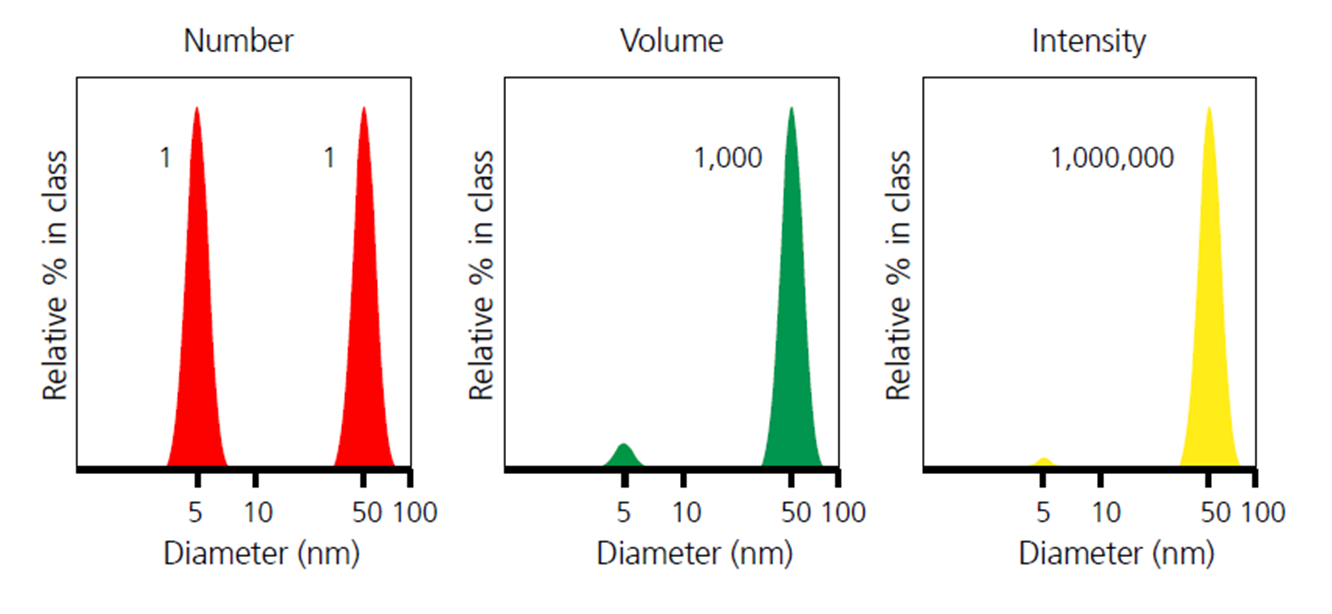 Number
Relative % in class
1
1
5 10 50 100
Diameter (nm)
Volume
Relative % in class
1,000
5 10 50 100
Diameter (nm)
Intensity
Relative % in class
1,000,000
5 10 50 100
Diameter (nm)